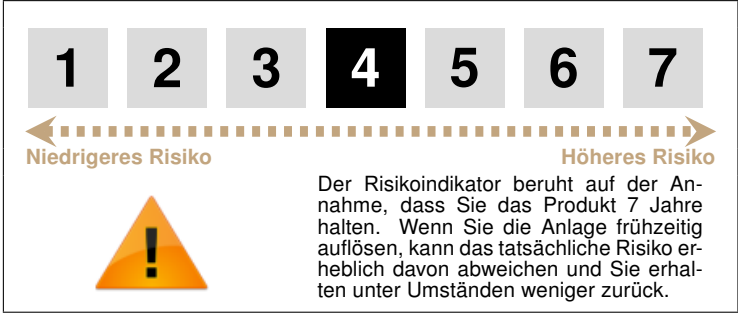 1 2 3 4 5 6 7
Niedrigeres Risiko Höheres Risiko
Der Risikoindikator beruht auf der An-
nahme, dass Sie das Produkt 7 Jahre
halten. Wenn Sie die Anlage frühzeitig
auflösen, kann das tatsächliche Risiko er-
heblich davon abweichen und Sie erhal-
ten unter Umständen weniger zurück.